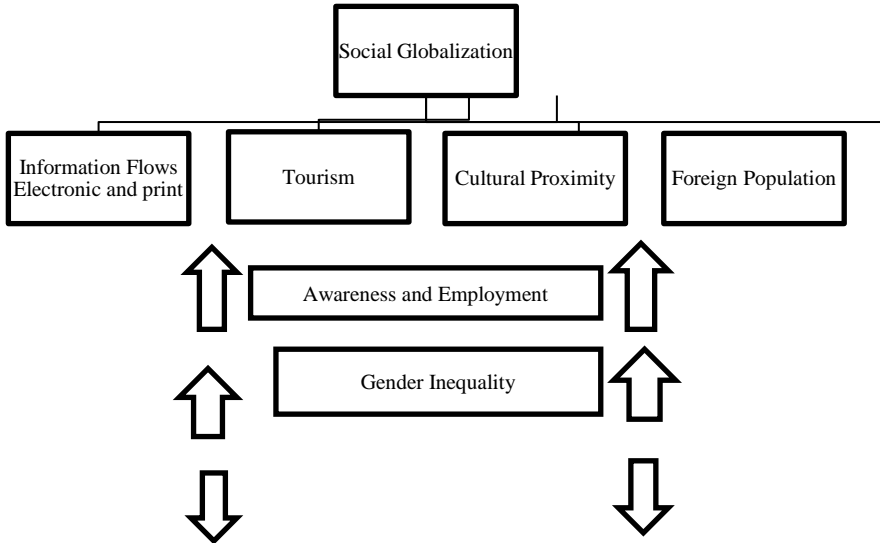 Social Globalization
Information Flows
Electronic and print
Tourism
Cultural Proximity
Foreign Population
Awareness and Employment
Gender Inequality